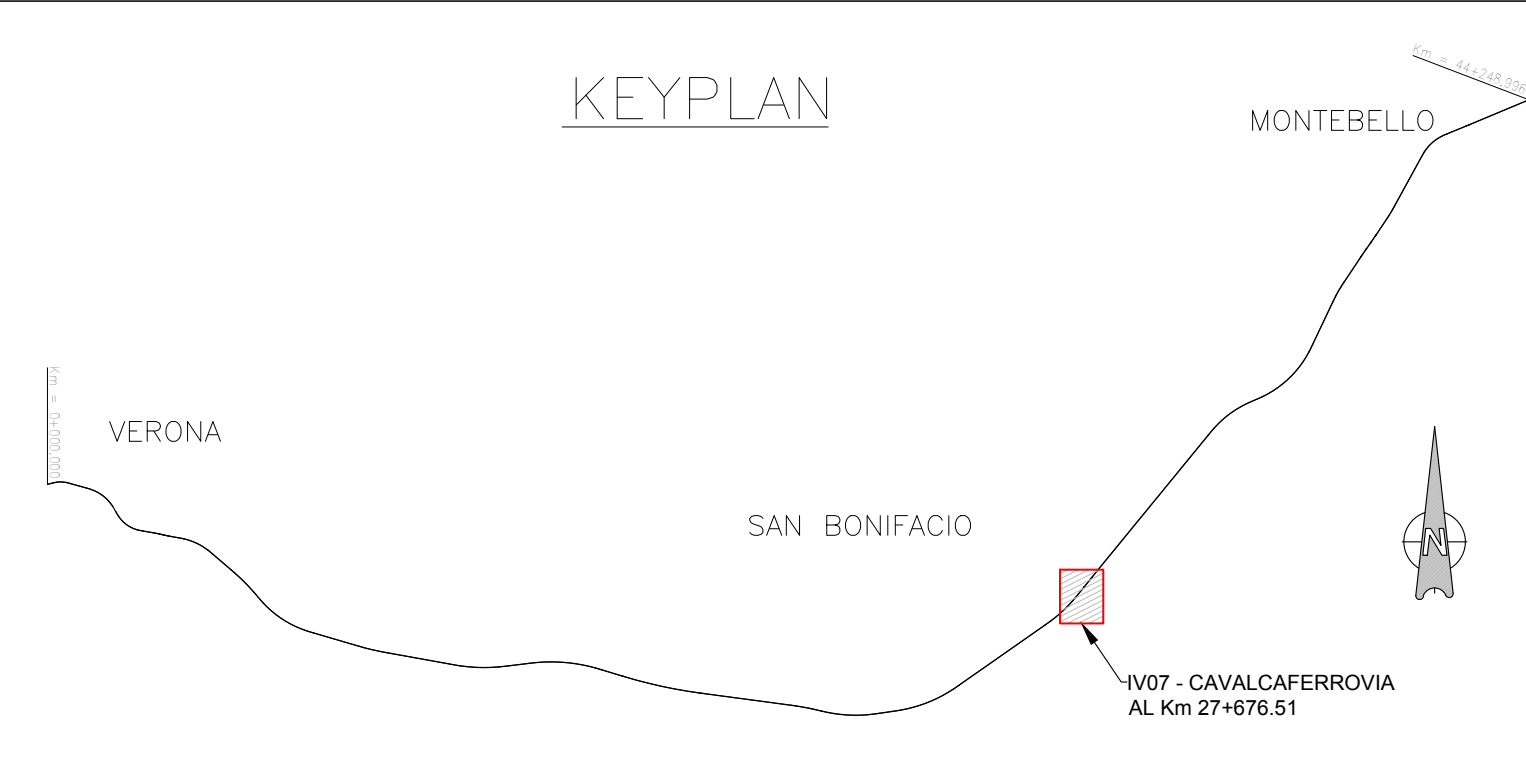 KEYPLAN
Km = 44+248.996
MONTEBELLO
Km = 0+000.000
VERONA
SAN BONIFACIO
N
IV07 - CAVALCAFERROVIA
AL Km 27+676.51